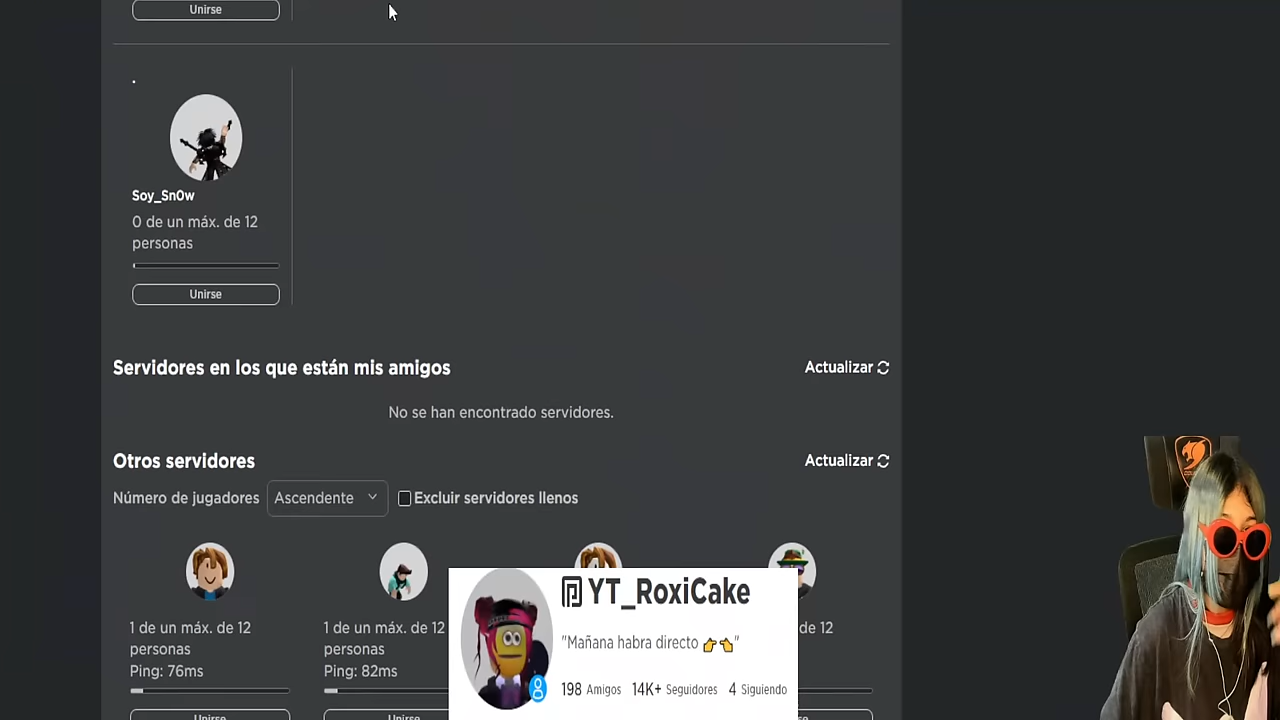 Unirse
.
Soy_Sn0w
0 de un máx. de 12
personas
Unirse
Servidores en los que están mis amigos
Actualizar
No se han encontrado servidores.
Otros servidores
Actualizar
Número de jugadores
Ascendente
Excluir servidores llenos
1 de un máx. de 12
personas
Ping: 76ms
1 de un máx. de 12
personas
Ping: 82ms
de 12
YT_RoxiCake
"Mañana habra directo 👉👈"
198 Amigos 14K+ Seguidores 4 Siguiendo
Unirse
Unirse